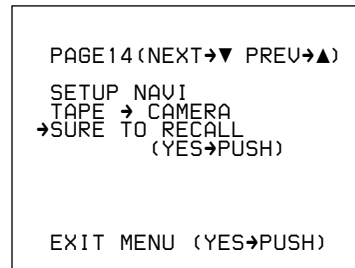 PAGE14(NEXT➔▼ PREV➔▲)
SETUP NAVI
TAPE ➔ CAMERA
➔SURE TO RECALL
(YES➔PUSH)
EXIT MENU (YES➔PUSH)